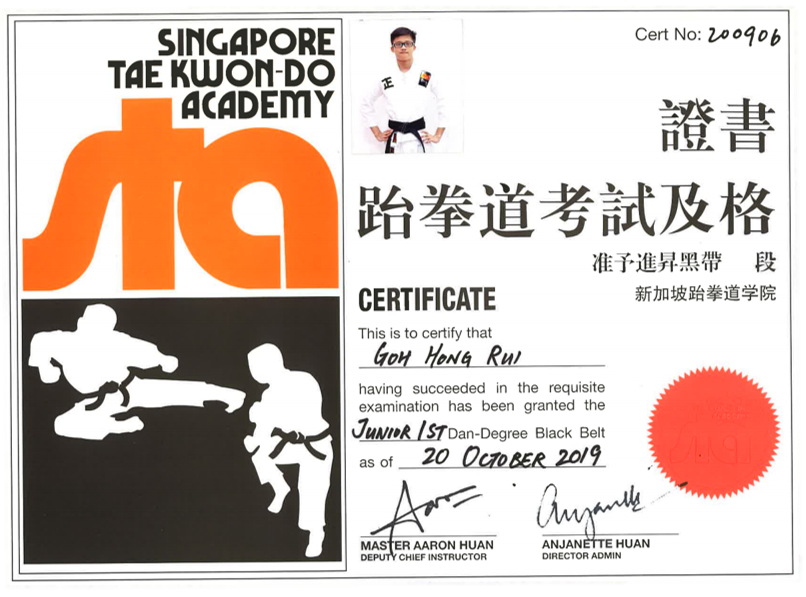 SINGAPORE
TAE KWON-DO
ACADEMY
sta
Cert No: 200906
證書
跆拳道考試及格
准予進昇黑帶 段
新加坡跆拳道学院
CERTIFICATE
This is to certify that
GOH HONG RUI
having succeeded in the requisite
examination has been granted the
JUNIOR 1ST Dan-Degree Black Belt
as of 20 OCTOBER 2019
Aaron
Anjanette
MASTER AARON HUAN
DEPUTY CHIEF INSTRUCTOR
ANJANETTE HUAN
DIRECTOR ADMIN